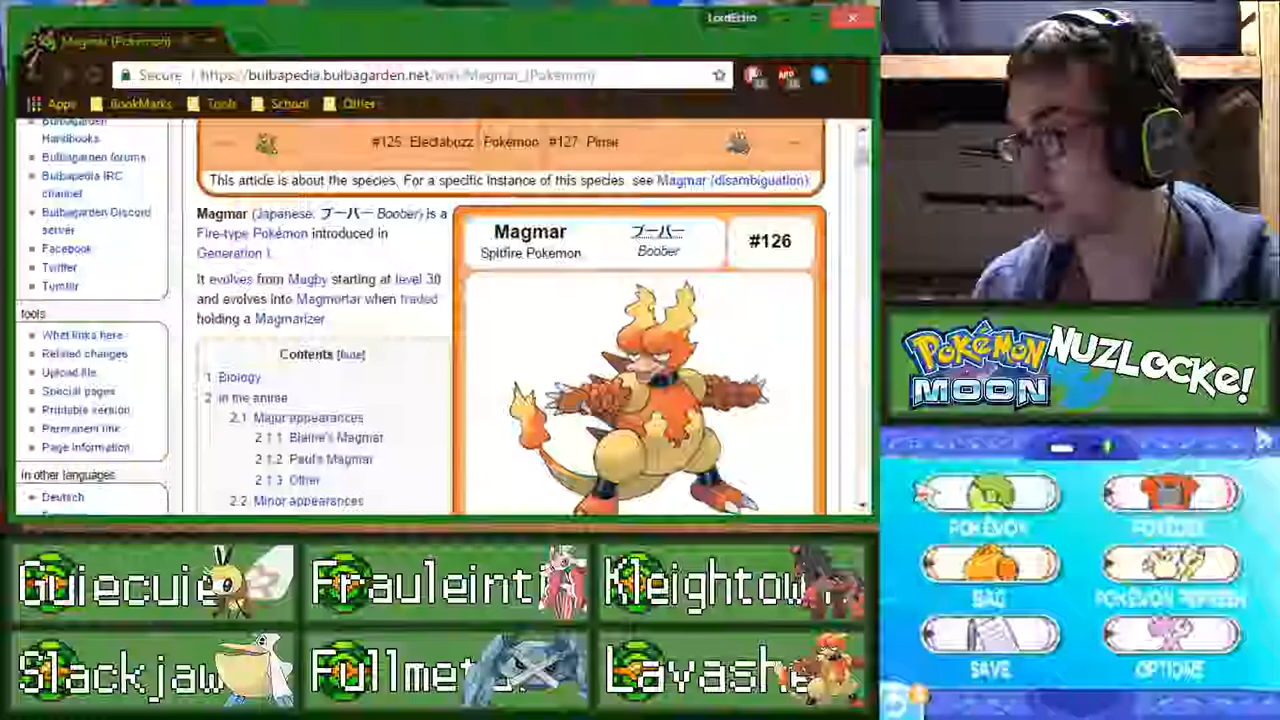 LordEctro
Magmar (Pokémon)
Secure | https://bulbapedia.bulbagarden.net/wiki/Magmar_(Pokémon)
Apps BookMarks Tools School Other
Bulbagarden
Handbooks
Bulbagarden forums
Bulbapedia IRC
channel
Bulbagarden Discord
server
Facebook
Twitter
Tumblr
tools
What links here
Related changes
Upload file
Special pages
Printable version
Permanent link
Page information
in other languages
Deutsch
#125: Electabuzz Pokémon #127: Pinsir
This article is about the species. For a specific instance of this species, see Magmar (disambiguation).
Magmar (Japanese: ブーバー Boober) is a
Fire-type Pokémon introduced in
Generation I.
It evolves from Magby starting at level 30
and evolves into Magmortar when traded
holding a Magmarizer.
Contents [hide]
1 Biology
2 In the anime
2.1 Major appearances
2.1.1 Blaine's Magmar
2.1.2 Paul's Magmar
2.1.3 Other
2.2 Minor appearances
Magmar
Spitfire Pokémon
ブーバー
Boober
#126
POKÉMON
MOON
NUZLOCKE!
POKÉMON
POKÉDEX
BAG
POKÉMON REFRESH
SAVE
OPTIONS
Guiecuie
Frauleint
Kleightow
Slackjaw
Fullmet
Lavash